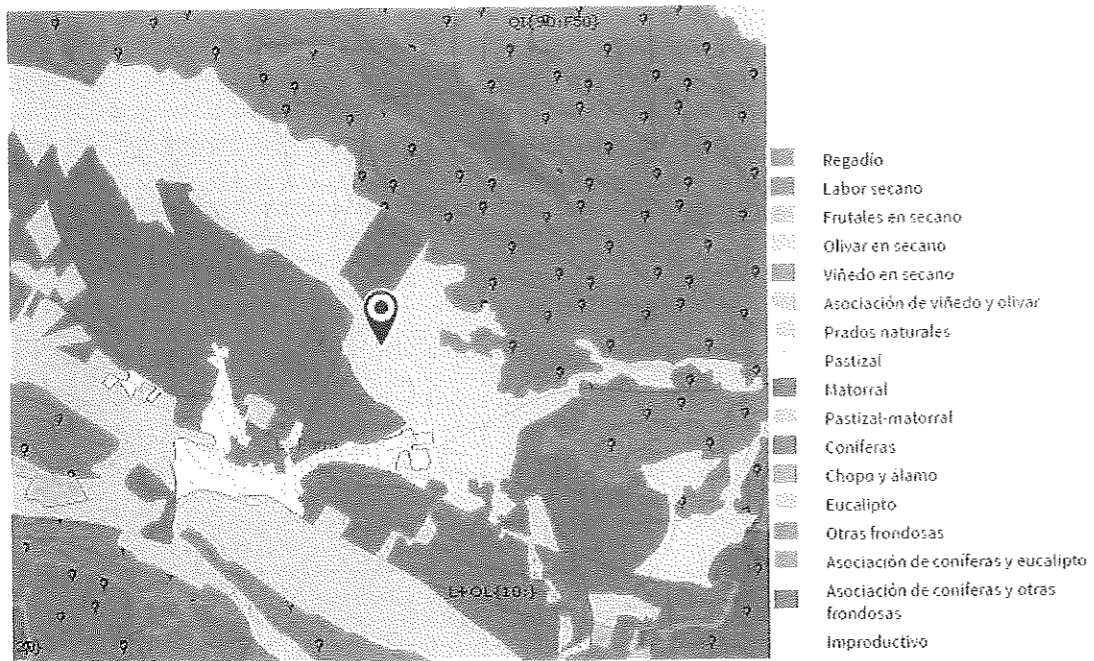 QI{90:F50}
L+OL{10:}
Regadío
Labor secano
Frutales en secano
Olivar en secano
Viñedo en secano
Asociación de viñedo y olivar
Prados naturales
Pastizal
Matorral
Pastizal-matorral
Coníferas
Chopo y álamo
Eucalipto
Otras frondosas
Asociación de coníferas y eucalipto
Asociación de coníferas y otras
frondosas
Improductivo